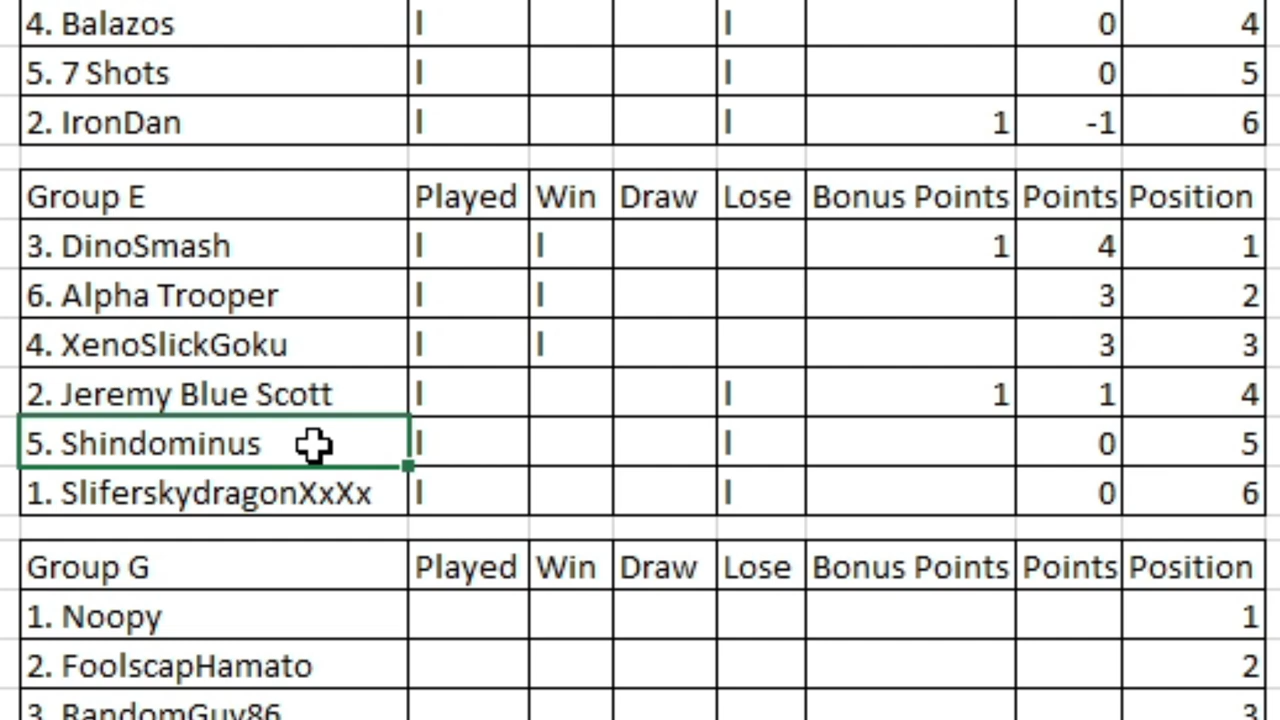 4. Balazos I I 0 4
5. 7 Shots I I 0 5
2. IronDan I I 1 -1 6
Group E Played Win Draw Lose Bonus Points Points Position
3. DinoSmash I I 1 4 1
6. Alpha Trooper I I 3 2
4. XenoSlickGoku I I 3 3
2. Jeremy Blue Scott I I 1 1 4
5. Shindominus I I 0 5
1. SliferskydragonXxXx I I 0 6
Group G Played Win Draw Lose Bonus Points Points Position
1. Noopy 1
2. FoolscapHamato 2
3. RandomGuy86 3